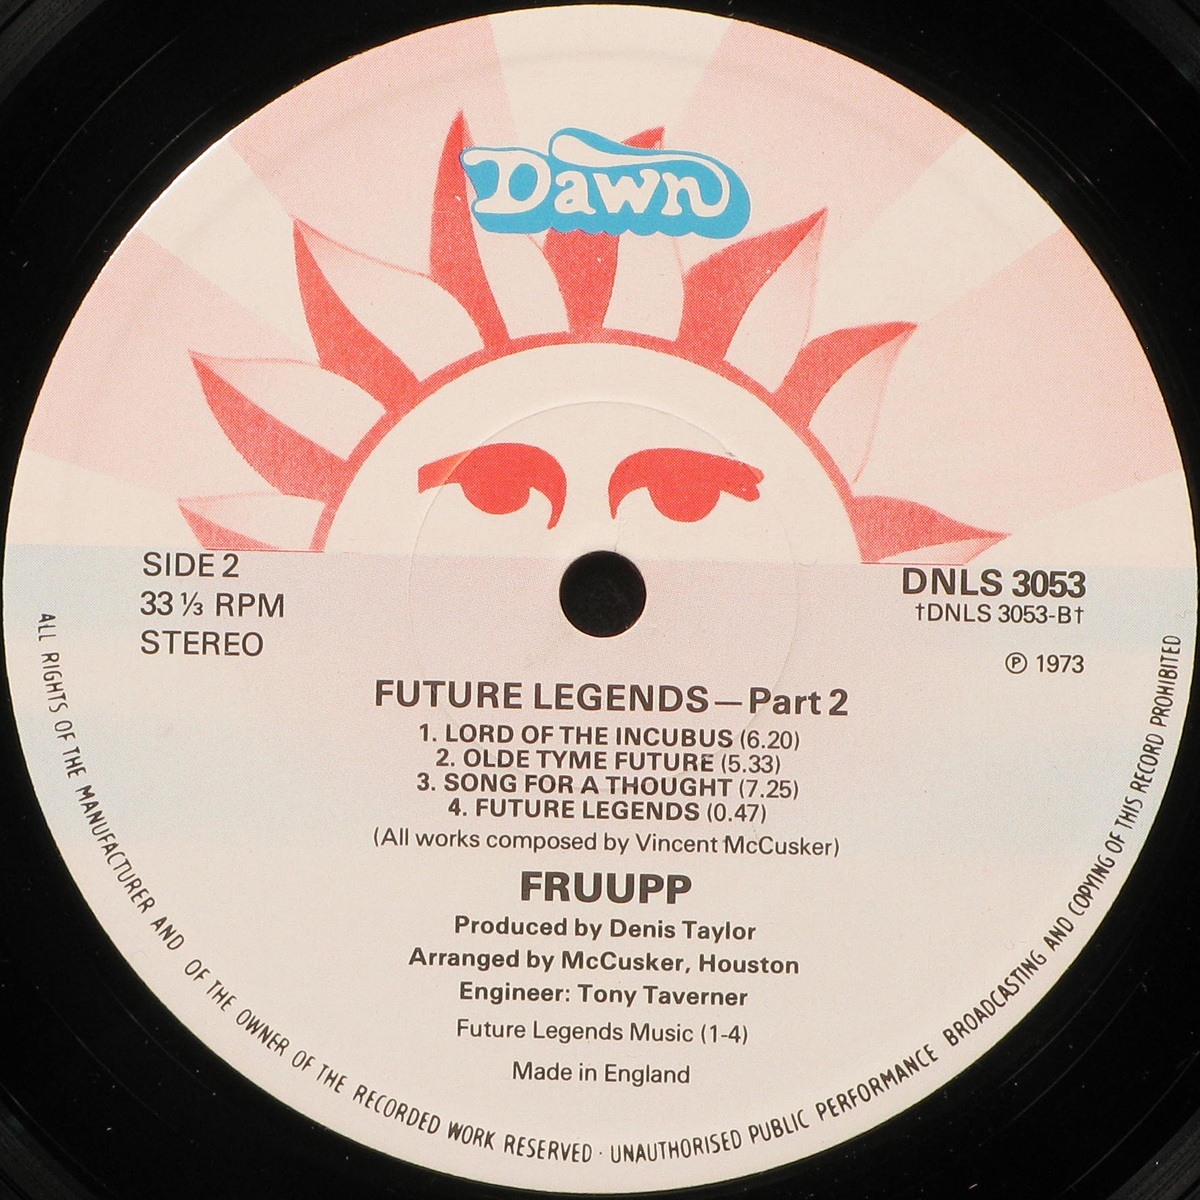 Dawn
SIDE 2
33 ⅓ RPM
STEREO
DNLS 3053
†DNLS 3053-B†
℗ 1973
FUTURE LEGENDS—Part 2
1. LORD OF THE INCUBUS (6.20)
2. OLDE TYME FUTURE (5.33)
3. SONG FOR A THOUGHT (7.25)
4. FUTURE LEGENDS (0.47)
(All works composed by Vincent McCusker)
FRUUPP
Produced by Denis Taylor
Arranged by McCusker, Houston
Engineer: Tony Taverner
Future Legends Music (1-4)
Made in England
ALL RIGHTS OF THE MANUFACTURER AND OF THE OWNER OF THE RECORDED WORK RESERVED · UNAUTHORISED PUBLIC PERFORMANCE BROADCASTING AND COPYING OF THIS RECORD PROHIBITED